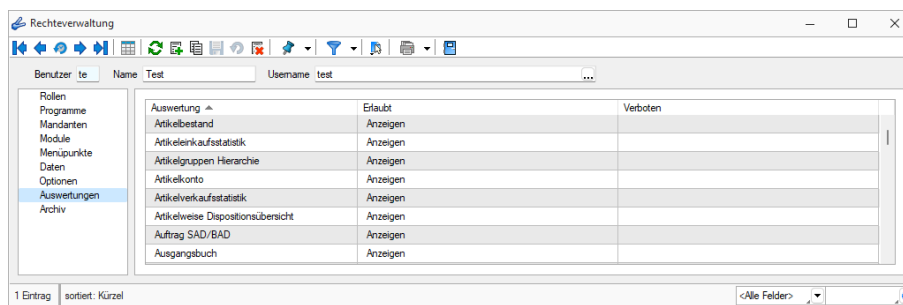 Rechteverwaltung
Benutzer te Name Test Username test ...
Rollen
Programme
Mandanten
Module
Menüpunkte
Daten
Optionen
Auswertungen
Archiv
Auswertung Erlaubt Verboten
Artikelbestand Anzeigen
Artikeleinkaufsstatistik Anzeigen
Artikelgruppen Hierarchie Anzeigen
Artikelkonto Anzeigen
Artikelverkaufsstatistik Anzeigen
Artikelweise Dispositionsübersicht Anzeigen
Auftrag SAD/BAD Anzeigen
Ausgangsbuch Anzeigen
1 Eintrag sortiert: Kürzel <Alle Felder>